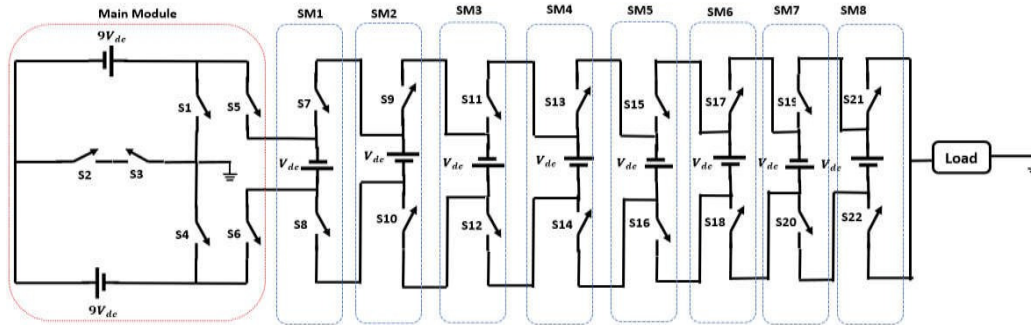 Main Module
SM1
SM2
SM3
SM4
SM5
SM6
SM7
SM8
9V_dc
S1
S5
S7
S9
S11
S13
S15
S17
S19
S21
S2
S3
V_dc
V_dc
V_dc
V_dc
V_dc
V_dc
V_dc
V_dc
Load
S4
S6
S8
S10
S12
S14
S16
S18
S20
S22
9V_dc